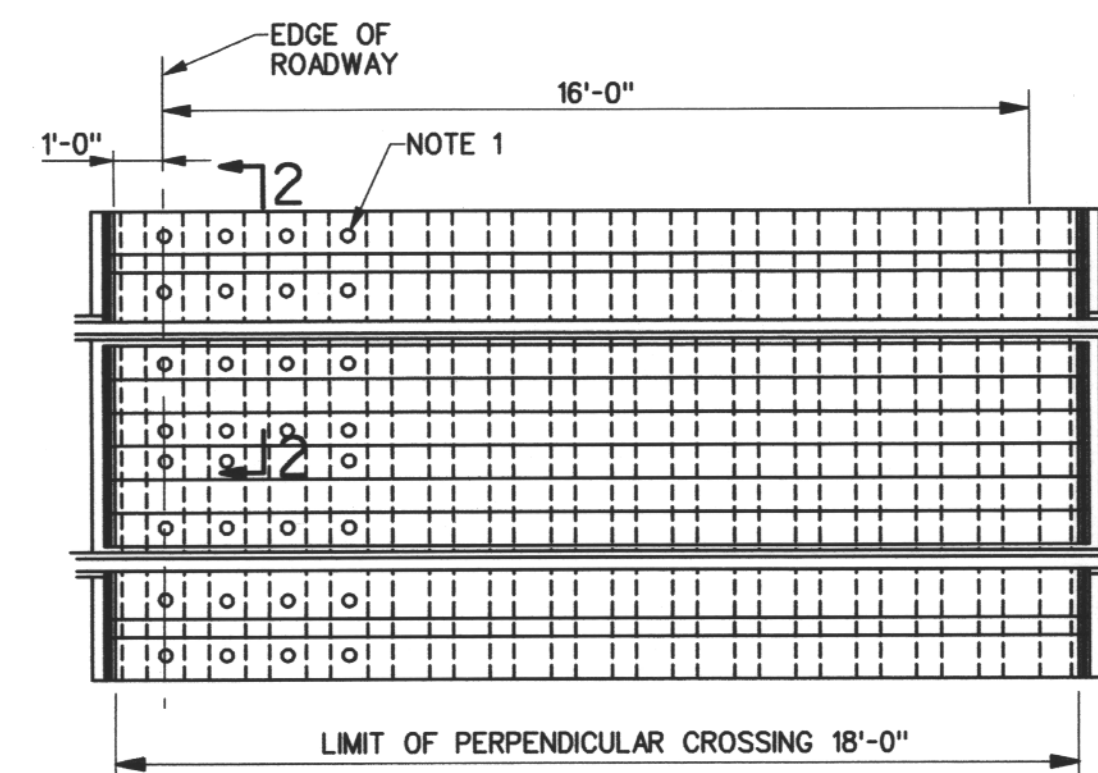 EDGE OF
ROADWAY
16'-0"
1'-0"
NOTE 1
2
2
LIMIT OF PERPENDICULAR CROSSING 18'-0"